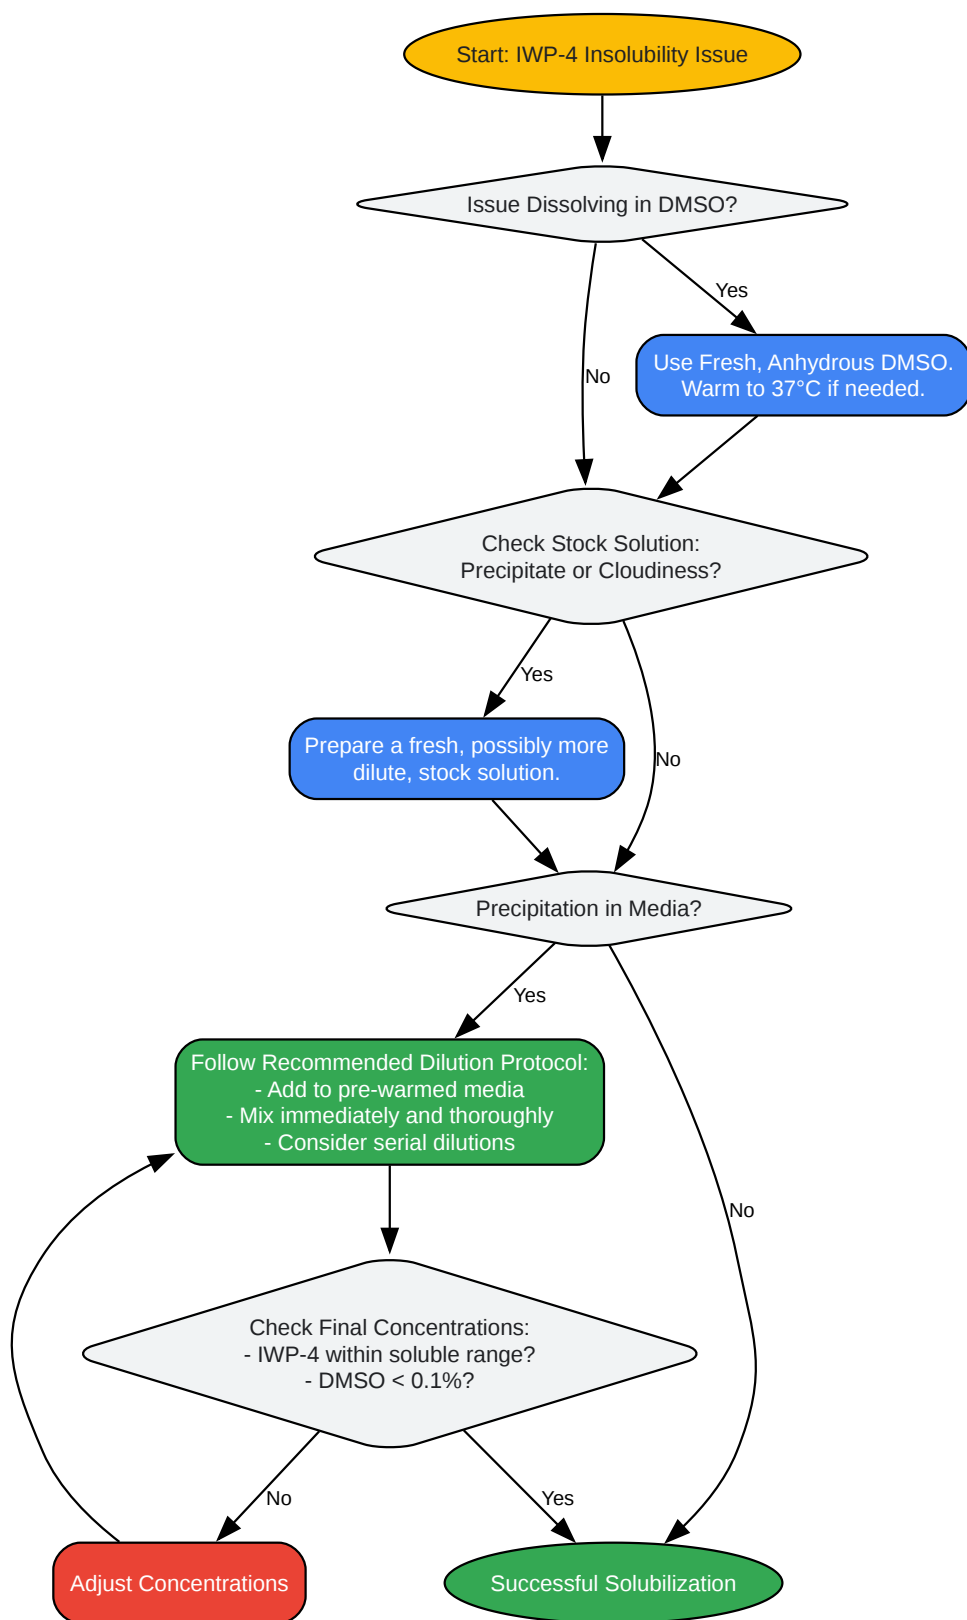 Start: IWP-4 Insolubility Issue
Issue Dissolving in DMSO?
Yes
Use Fresh, Anhydrous DMSO.
Warm to 37°C if needed.
No
Check Stock Solution:
Precipitate or Cloudiness?
Yes
Prepare a fresh, possibly more
dilute, stock solution.
No
Precipitation in Media?
Yes
Follow Recommended Dilution Protocol:
- Add to pre-warmed media
- Mix immediately and thoroughly
- Consider serial dilutions
No
Check Final Concentrations:
- IWP-4 within soluble range?
- DMSO < 0.1%?
No
Yes
Adjust Concentrations
Successful Solubilization